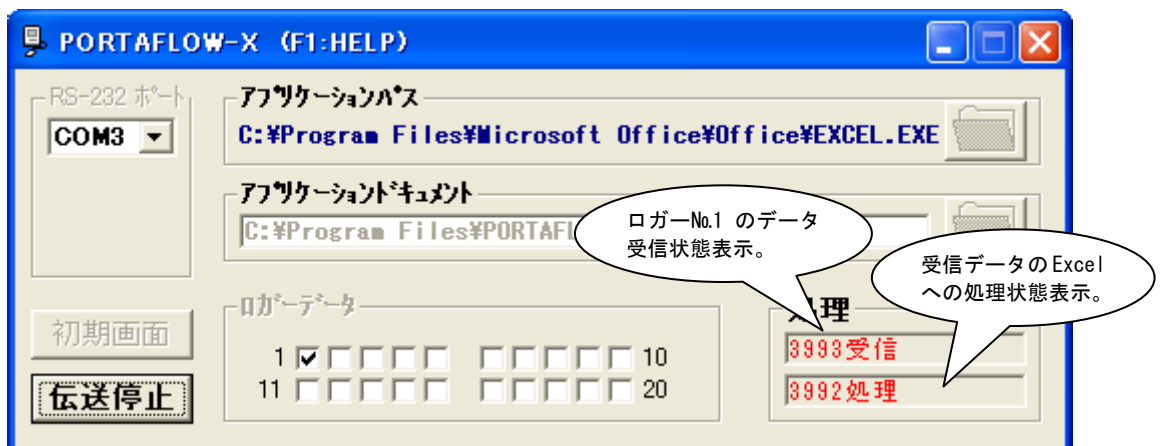 PORTAFLOW-X (F1:HELP)
RS-232 ポート
COM3
アプリケーションパス
C:¥Program Files¥Microsoft Office¥Office¥EXCEL.EXE
アプリケーションドキュメント
C:¥Program Files¥PORTAFL
ロガー№1 のデータ
受信状態表示。
受信データの Excel
への処理状態表示。
初期画面
伝送停止
ロガーデータ
1 10
11 20
処理
3993受信
3992処理